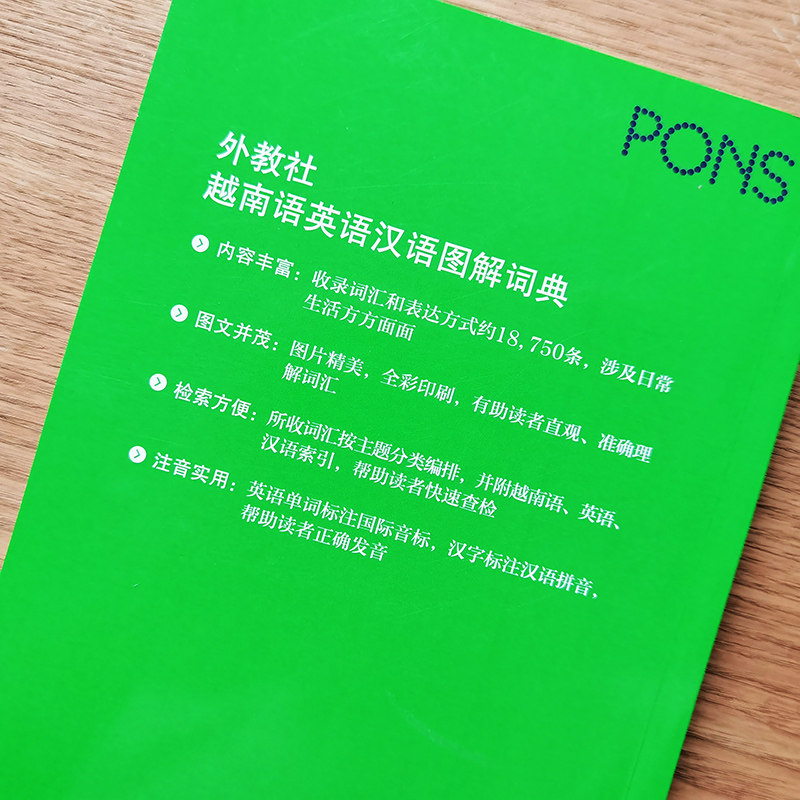 PONS
外教社
越南语英语汉语图解词典
内容丰富：收录词汇和表达方式约18,750条，涉及日常
生活方方面面
图文并茂：图片精美，全彩印刷，有助读者直观、准确理
解词汇
检索方便：所收词汇按主题分类编排，并附越南语、英语、
汉语索引，帮助读者快速查检
注音实用：英语单词标注国际音标，汉字标注汉语拼音，
帮助读者正确发音